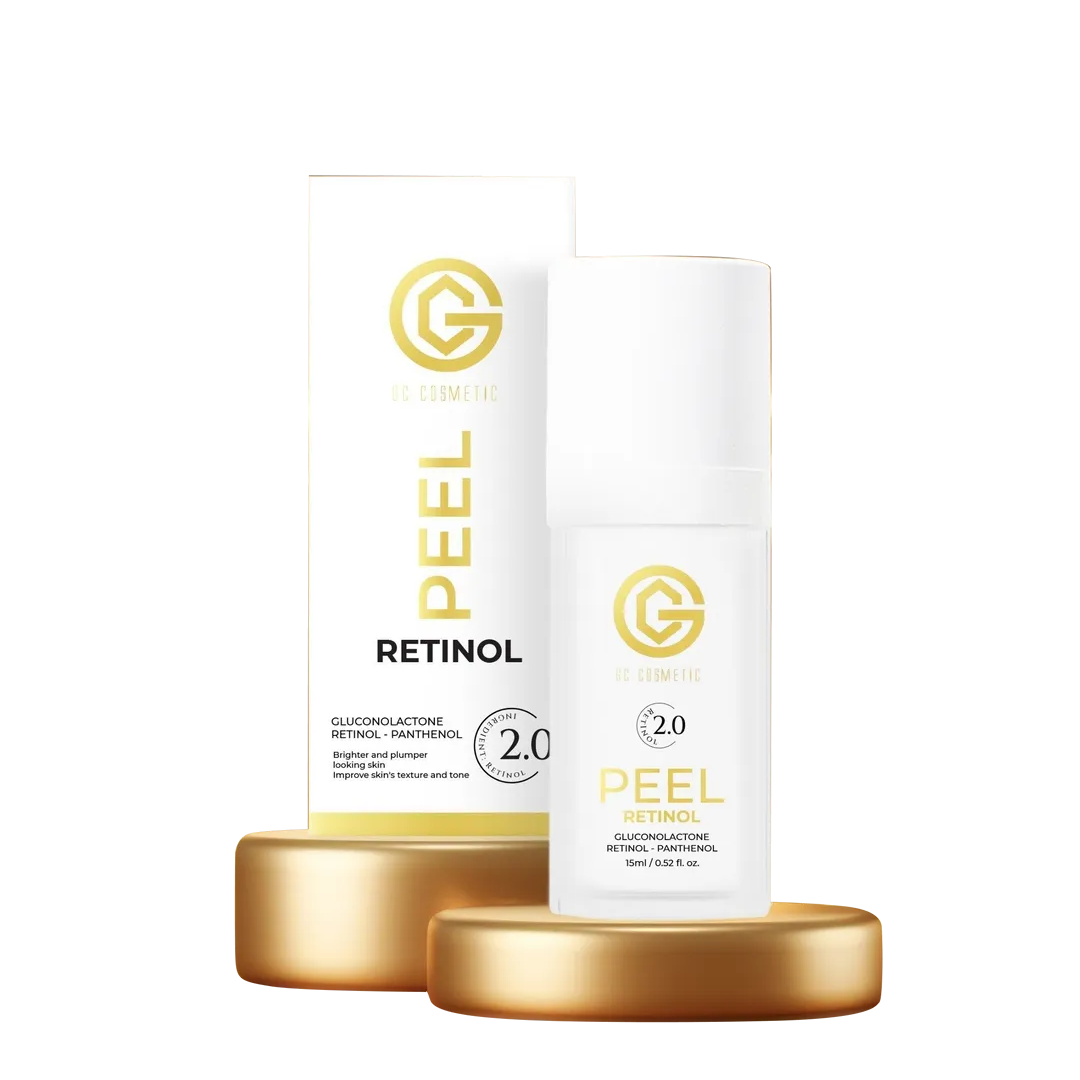 GC COSMETIC
PEEL
RETINOL
GLUCONOLACTONE
RETINOL - PANTHENOL
Brighter and plumper
looking skin
Improve skin's texture and tone
INGREDIENT: RETINOL
2.0
GC COSMETIC
RETINOL
2.0
PEEL
RETINOL
GLUCONOLACTONE
RETINOL - PANTHENOL
15ml / 0.52 fl. oz.